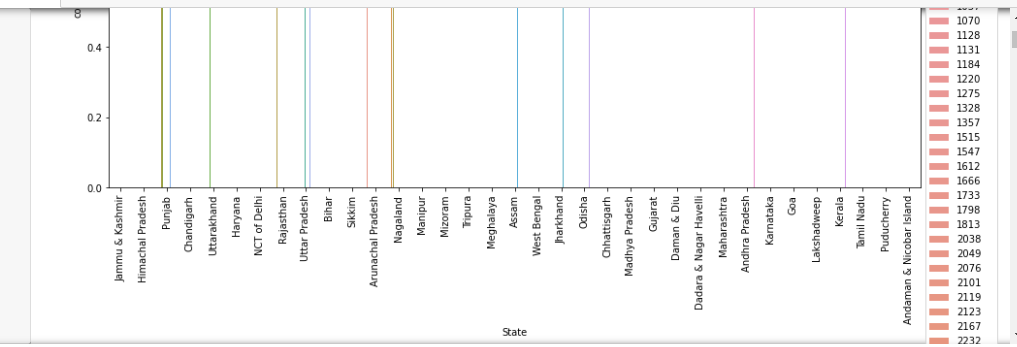 0.4
0.2
0.0
Jammu & Kashmir
Himachal Pradesh
Punjab
Chandigarh
Uttarakhand
Haryana
NCT of Delhi
Rajasthan
Uttar Pradesh
Bihar
Sikkim
Arunachal Pradesh
Nagaland
Manipur
Mizoram
Tripura
Meghalaya
Assam
West Bengal
Jharkhand
Odisha
Chhattisgarh
Madhya Pradesh
Gujarat
Daman & Diu
Dadara & Nagar Havelli
Maharashtra
Andhra Pradesh
Karnataka
Goa
Lakshadweep
Kerala
Tamil Nadu
Puducherry
Andaman & Nicobar Island
State
1070
1128
1131
1184
1220
1275
1328
1357
1515
1547
1612
1666
1733
1798
1813
2038
2049
2076
2101
2119
2123
2167
2232